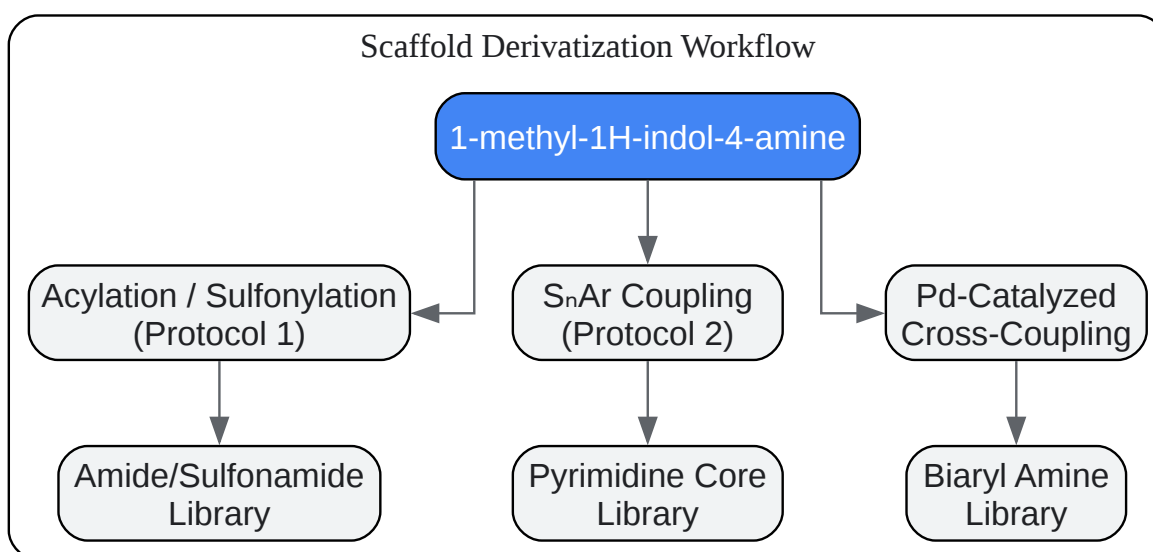 Scaffold Derivatization Workflow
1-methyl-1H-indol-4-amine
Acylation / Sulfonylation
(Protocol 1)
SₙAr Coupling
(Protocol 2)
Pd-Catalyzed
Cross-Coupling
Amide/Sulfonamide
Library
Pyrimidine Core
Library
Biaryl Amine
Library